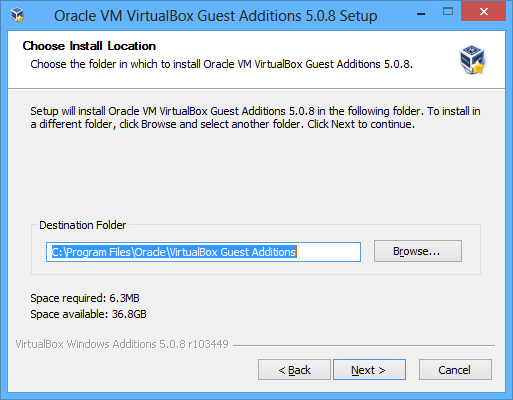 Oracle VM VirtualBox Guest Additions 5.0.8 Setup
Choose Install Location
Choose the folder in which to install Oracle VM VirtualBox Guest Additions 5.0.8.
Setup will install Oracle VM VirtualBox Guest Additions 5.0.8 in the following folder. To install in
a different folder, click Browse and select another folder. Click Next to continue.
Destination Folder
C:\Program Files\Oracle\VirtualBox Guest Additions
Browse...
Space required: 6.3MB
Space available: 36.8GB
VirtualBox Windows Additions 5.0.8 r103449
< Back
Next >
Cancel